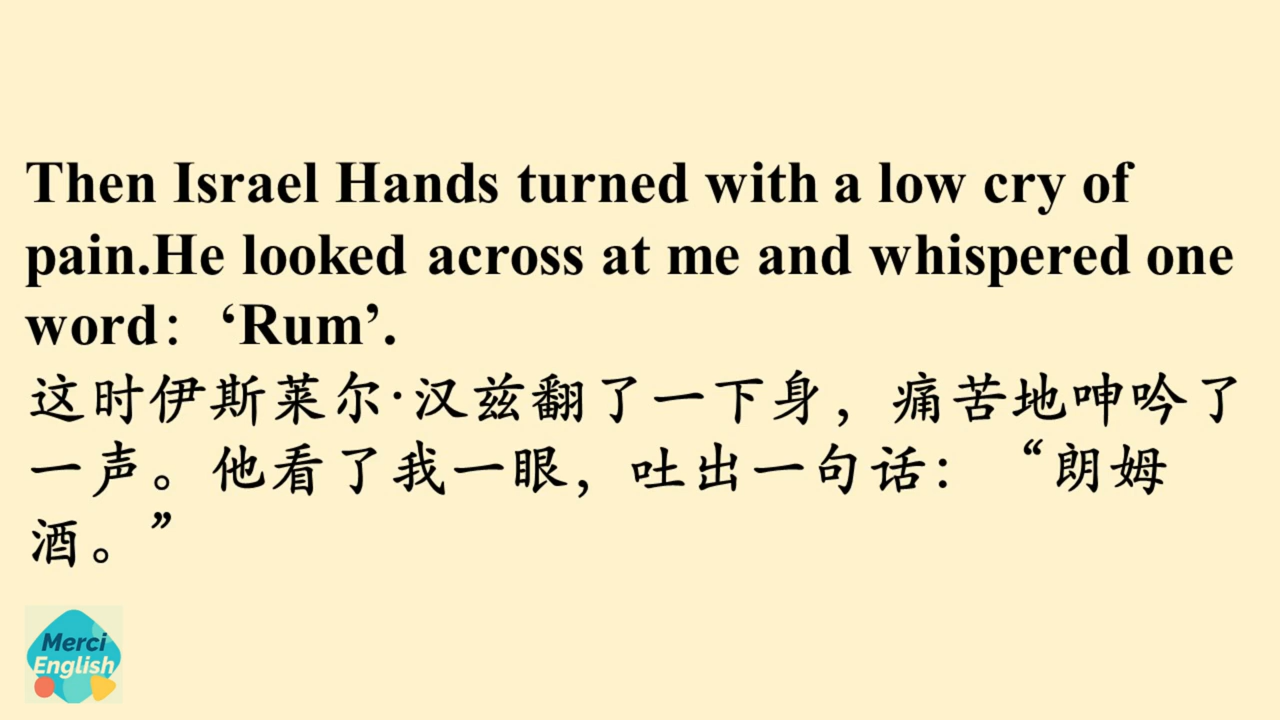 Then Israel Hands turned with a low cry of
pain.He looked across at me and whispered one
word： ‘Rum’.
这时伊斯莱尔·汉兹翻了一下身，痛苦地呻吟了
一声。他看了我一眼，吐出一句话：“朗姆
酒。”
Merci
English